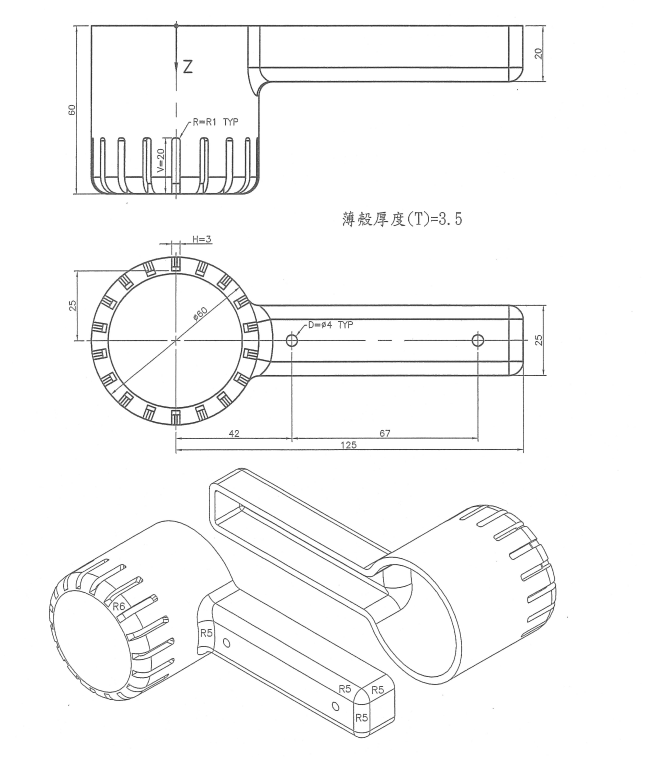 20
Z
60
R=R1 TYP
V=20
薄殼厚度(T)=3.5
H=3
25
ø60
D=ø4 TYP
25
42
67
125
R6
R5
R5
R5
R5